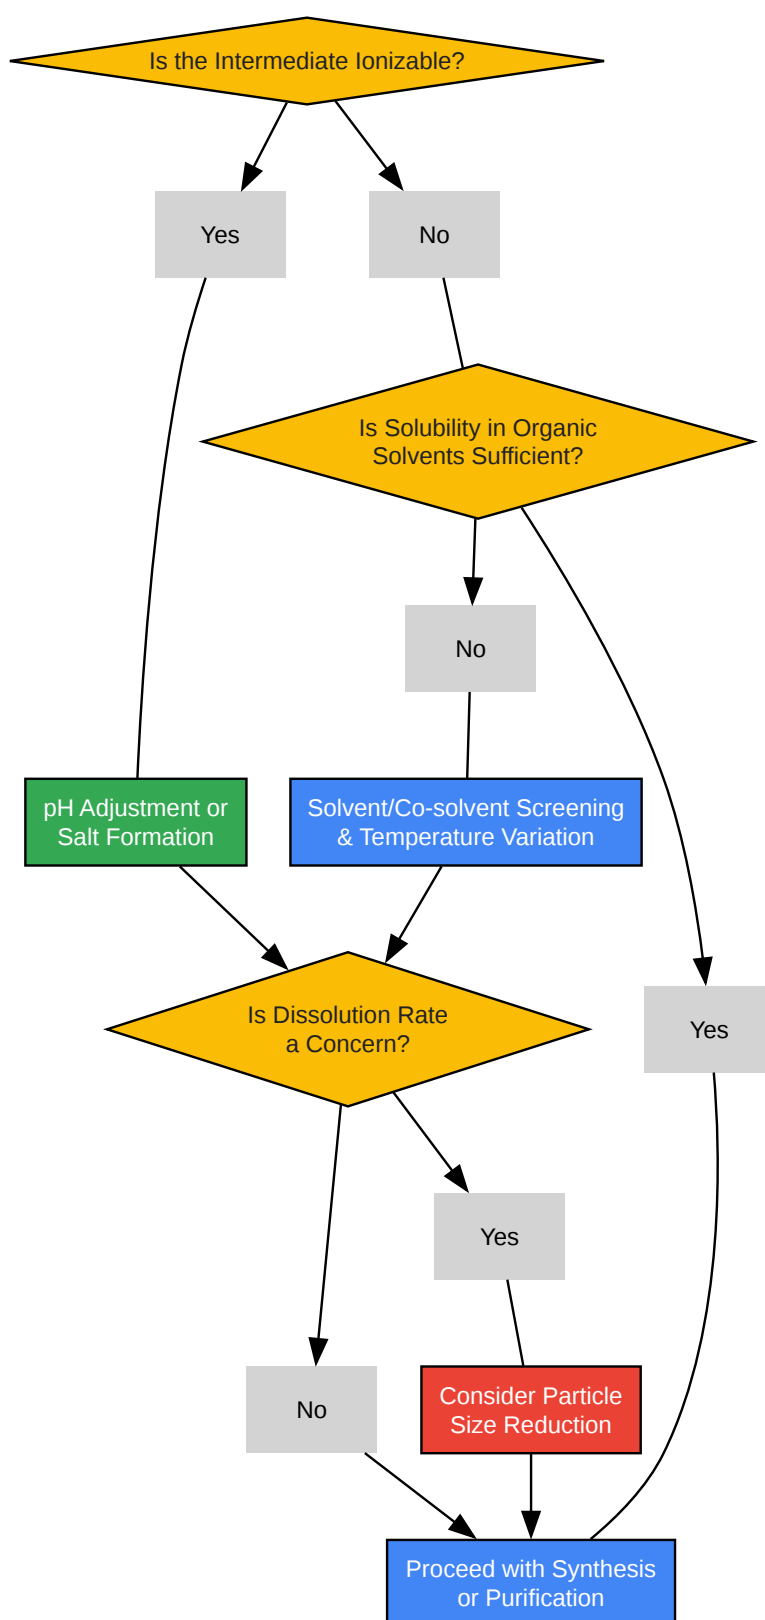 Is the Intermediate Ionizable?
Yes
No
Is Solubility in Organic
Solvents Sufficient?
No
pH Adjustment or
Salt Formation
Solvent/Co-solvent Screening
& Temperature Variation
Is Dissolution Rate
a Concern?
Yes
Yes
No
Consider Particle
Size Reduction
Proceed with Synthesis
or Purification